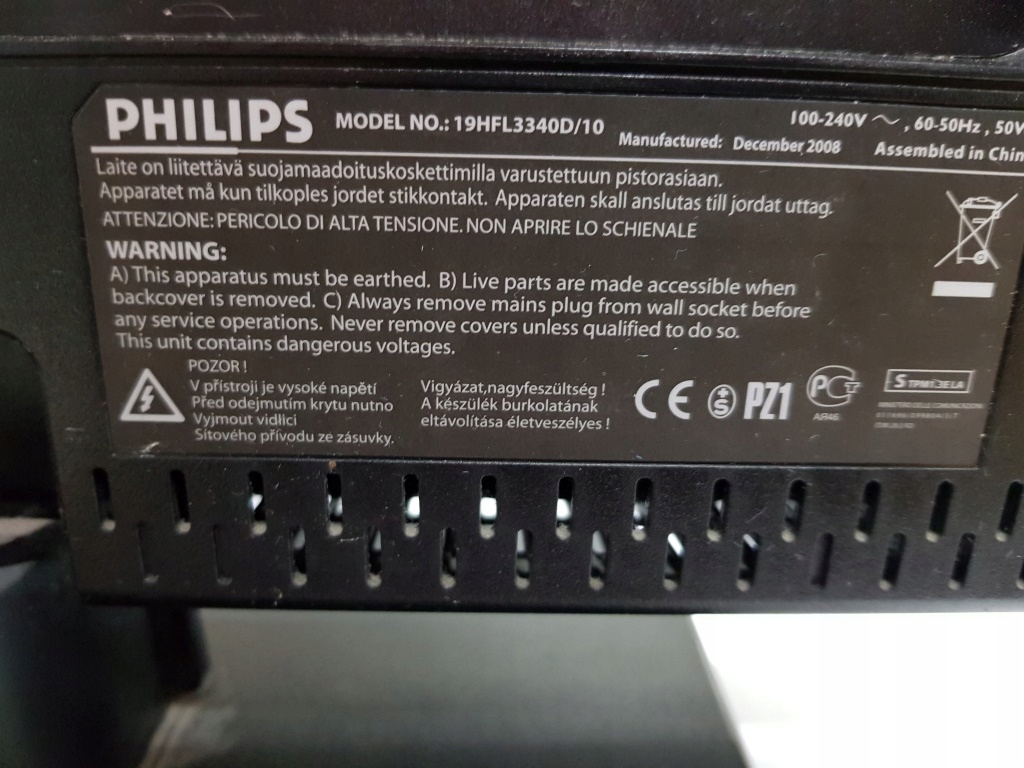 PHILIPS MODEL NO.: 19HFL3340D/10
100-240V ~ , 60-50Hz , 50W
Manufactured: December 2008 Assembled in Chin
Laite on liitettävä suojamaadoituskoskettimilla varustettuun pistorasiaan.
Apparatet må kun tilkoples jordet stikkontakt. Apparaten skall anslutas till jordat uttag.
ATTENZIONE: PERICOLO DI ALTA TENSIONE. NON APRIRE LO SCHIENALE
WARNING:
A) This apparatus must be earthed. B) Live parts are made accessible when
backcover is removed. C) Always remove mains plug from wall socket before
any service operations. Never remove covers unless qualified to do so.
This unit contains dangerous voltages.
POZOR !
V přístroji je vysoké napětí
Před odejmutím krytu nutno
Vyjmout vidlici
Sítového přívodu ze zásuvky.
Vigyázat,nagyfeszültség !
A készülék burkolatának
eltávolítása életveszélyes !
CE S PZ1 PCT
AR46